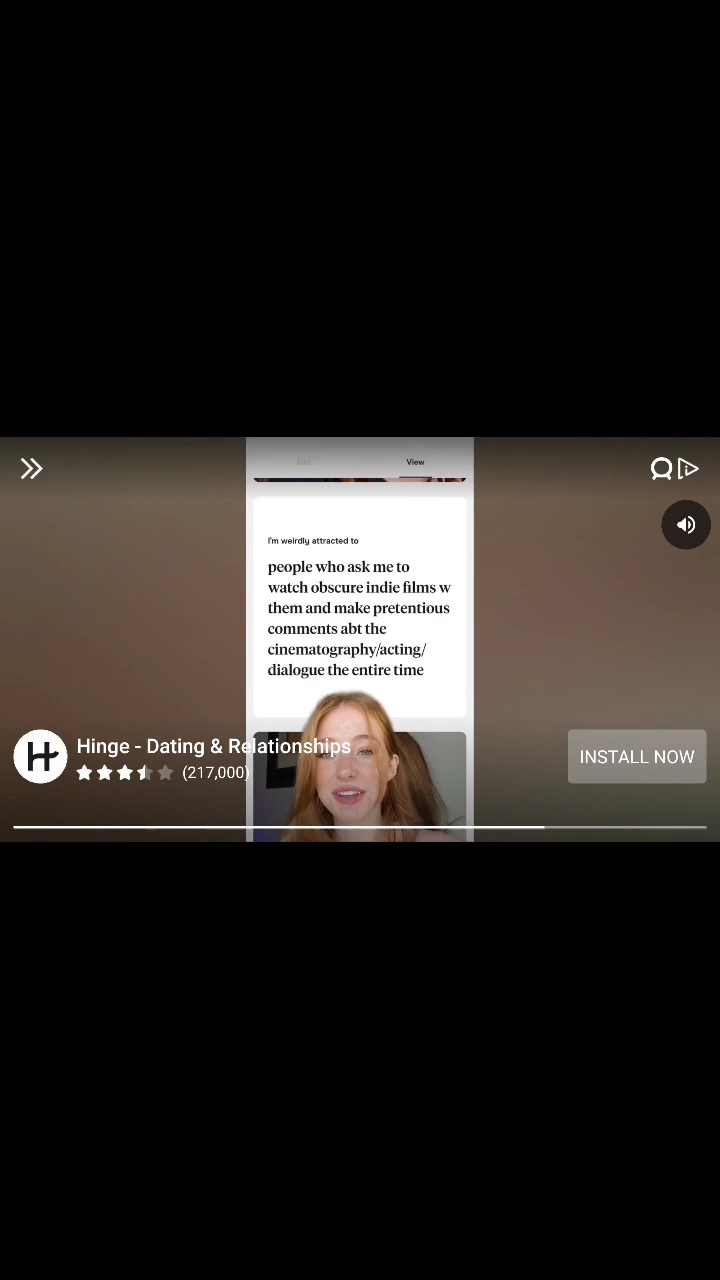 Edit
View
I'm weirdly attracted to
people who ask me to
watch obscure indie films w
them and make pretentious
comments abt the
cinematography/acting/
dialogue the entire time
Hinge - Dating & Relationships
(217,000)
INSTALL NOW